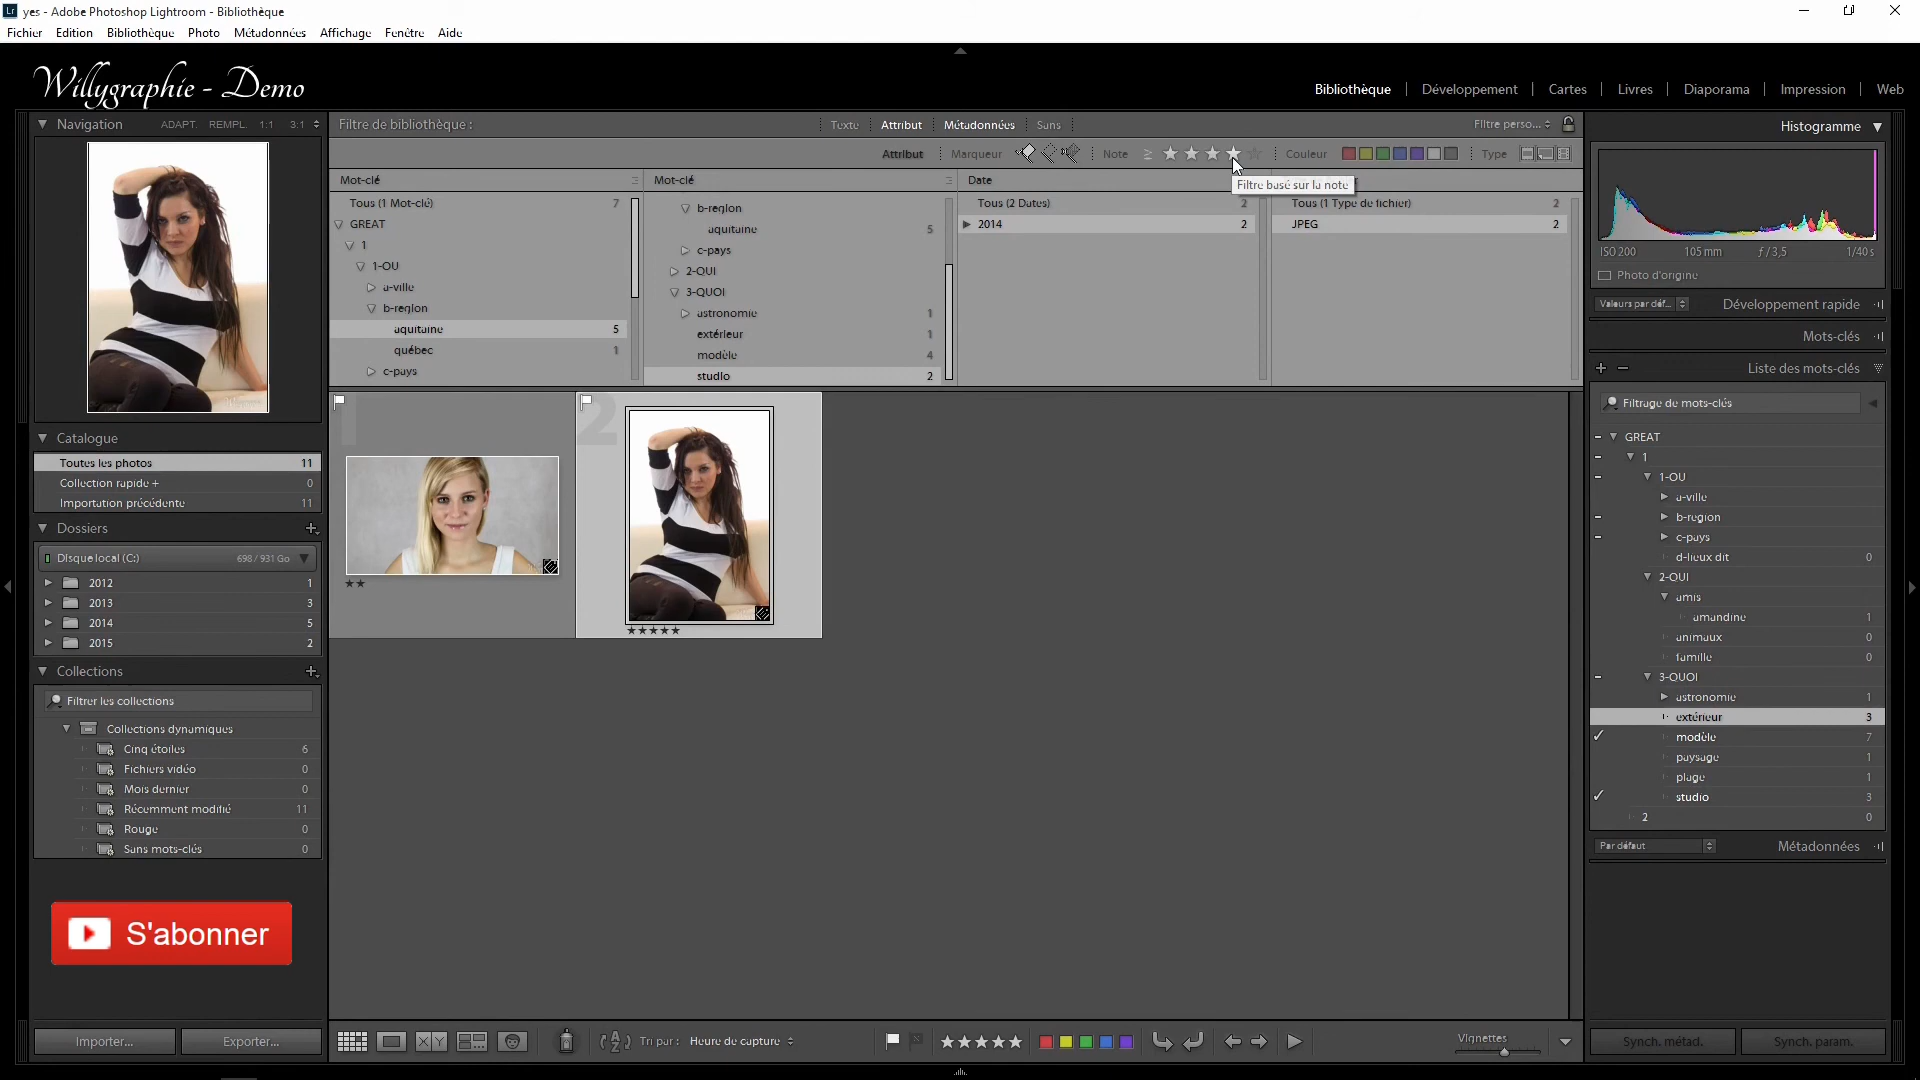 Lr yes - Adobe Photoshop Lightroom - Bibliothèque
Fichier Edition Bibliothèque Photo Métadonnées Affichage Fenêtre Aide
Willygraphie - Demo
Bibliothèque | Développement | Cartes | Livres | Diaporama | Impression | Web
Navigation ADAPT. REMPL. 1:1 3:1
Filtre de bibliothèque : Texte Attribut Métadonnées Sans Filtre perso...
Histogramme
Attribut Marqueur Note ≥ Couleur Type
Filtre basé sur la note
Mot-clé
Tous (1 Mot-clé) 7
GREAT
1
1-OU
a-ville
b-region
aquitaine 5
québec 1
c-pays
Mot-clé
b-region
aquitaine 5
c-pays
2-QUI
3-QUOI
astronomie 1
extérieur 1
modèle 4
studio 2
Date
Tous (2 Dates) 2
2014 2
Tous (1 Type de fichier) 2
JPEG 2
ISO 200 105 mm f / 3,5 1/40 s
Photo d'origine
Valeurs par déf... Développement rapide
Mots-clés
Liste des mots-clés
Filtrage de mots-clés
GREAT
1
1-OU
a-ville
b-region
c-pays
d-lieux dit 0
2-QUI
amis
amandine 1
animaux 0
famille 0
3-QUOI
astronomie 1
extérieur 3
modèle 7
paysage 1
plage 1
studio 3
2 0
Par défaut Métadonnées
1
2
Catalogue
Toutes les photos 11
Collection rapide + 0
Importation précédente 11
Dossiers
Disque local (C:) 698 / 931 Go
2012 1
2013 3
2014 5
2015 2
Collections
Filtrer les collections
Collections dynamiques
Cinq étoiles 6
Fichiers vidéo 0
Mois dernier 0
Récemment modifié 11
Rouge 0
Sans mots-clés 0
S'abonner
Importer... Exporter...
X Y
Tri par : Heure de capture
Vignettes
Synch. métad. Synch. param.